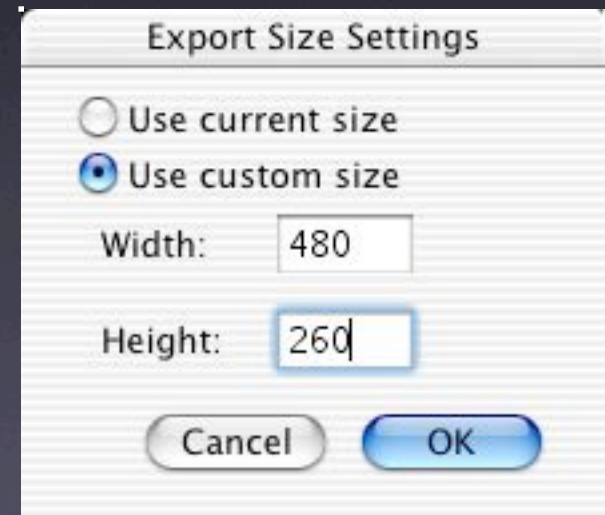 Export Size Settings
Use current size
Use custom size
Width: 480
Height: 260
Cancel OK